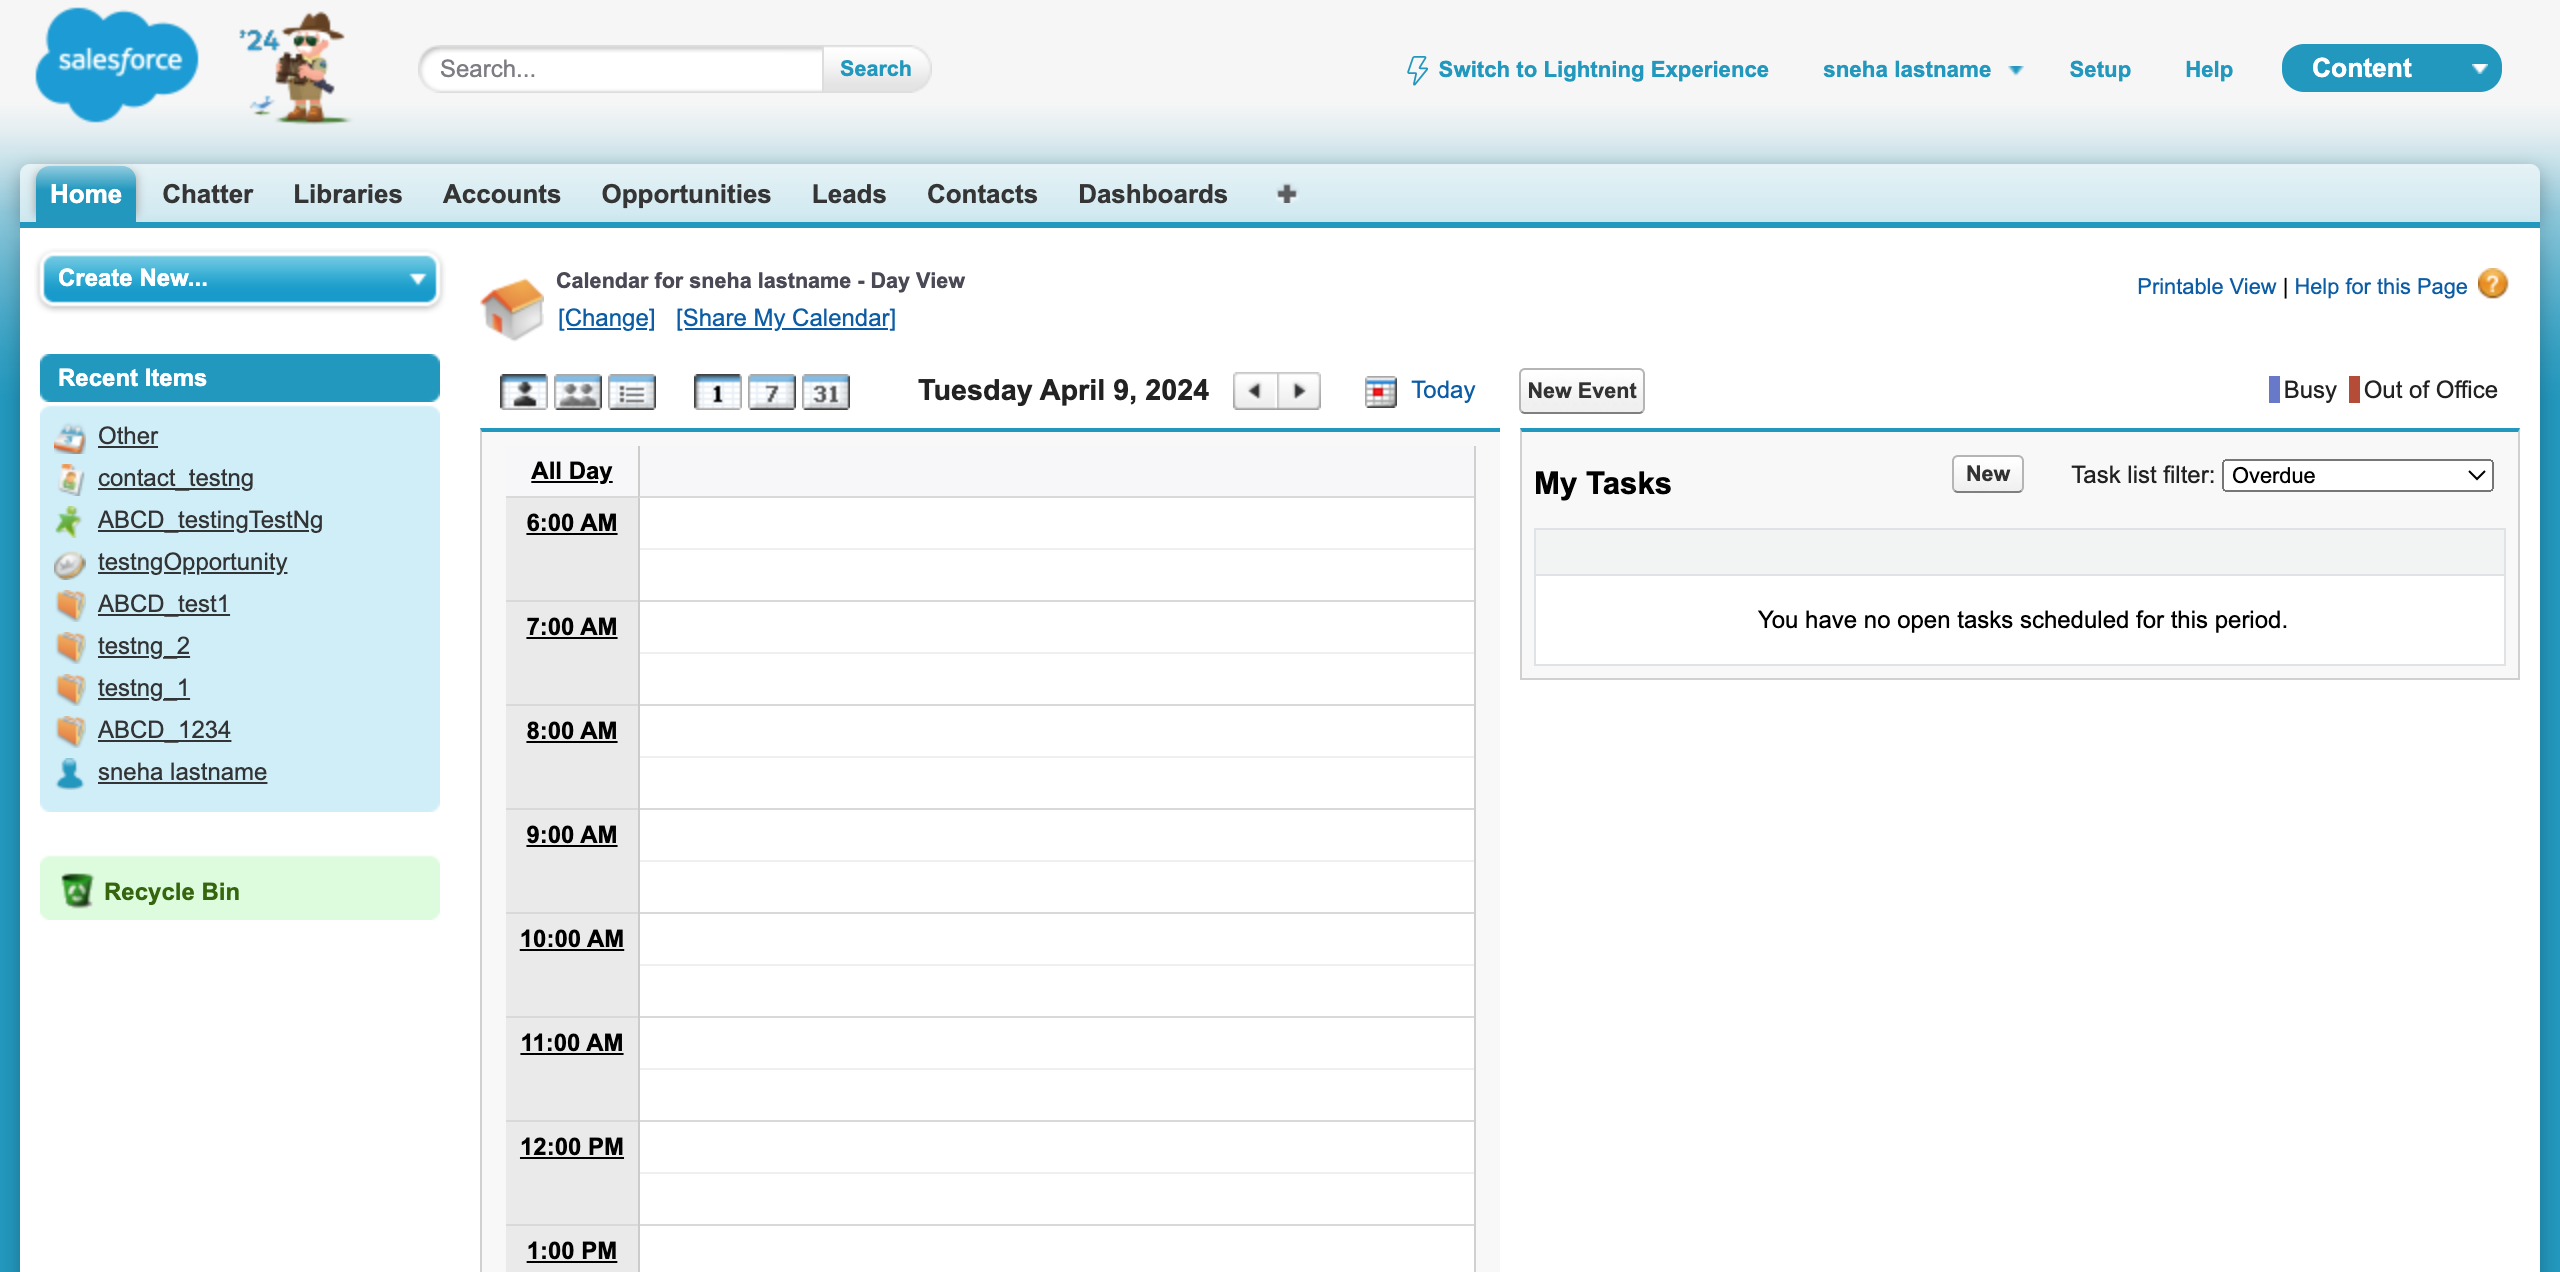 salesforce
'24
Search...
Search
Switch to Lightning Experience
sneha lastname
Setup
Help
Content
Home
Chatter
Libraries
Accounts
Opportunities
Leads
Contacts
Dashboards
+
Create New...
Recent Items
Other
contact_testng
ABCD_testingTestNg
testngOpportunity
ABCD_test1
testng_2
testng_1
ABCD_1234
sneha lastname
Recycle Bin
Calendar for sneha lastname - Day View
[Change] [Share My Calendar]
Printable View | Help for this Page ?
1
7
31
Tuesday April 9, 2024
Today
New Event
Busy
Out of Office
All Day
6:00 AM
7:00 AM
8:00 AM
9:00 AM
10:00 AM
11:00 AM
12:00 PM
1:00 PM
My Tasks
New
Task list filter: Overdue
You have no open tasks scheduled for this period.